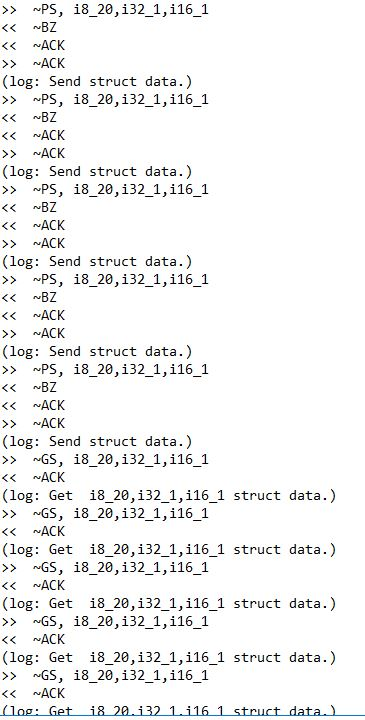 >>  ~PS, i8_20,i32_1,i16_1
<<  ~BZ
<<  ~ACK
>>  ~ACK
(log: Send struct data.)
>>  ~PS, i8_20,i32_1,i16_1
<<  ~BZ
<<  ~ACK
>>  ~ACK
(log: Send struct data.)
>>  ~PS, i8_20,i32_1,i16_1
<<  ~BZ
<<  ~ACK
>>  ~ACK
(log: Send struct data.)
>>  ~PS, i8_20,i32_1,i16_1
<<  ~BZ
<<  ~ACK
>>  ~ACK
(log: Send struct data.)
>>  ~PS, i8_20,i32_1,i16_1
<<  ~BZ
<<  ~ACK
>>  ~ACK
(log: Send struct data.)
>>  ~GS, i8_20,i32_1,i16_1
<<  ~ACK
(log: Get  i8_20,i32_1,i16_1 struct data.)
>>  ~GS, i8_20,i32_1,i16_1
<<  ~ACK
(log: Get  i8_20,i32_1,i16_1 struct data.)
>>  ~GS, i8_20,i32_1,i16_1
<<  ~ACK
(log: Get  i8_20,i32_1,i16_1 struct data.)
>>  ~GS, i8_20,i32_1,i16_1
<<  ~ACK
(log: Get  i8_20,i32_1,i16_1 struct data.)
>>  ~GS, i8_20,i32_1,i16_1
<<  ~ACK
(log: Get  i8_20,i32_1,i16_1 struct data.)